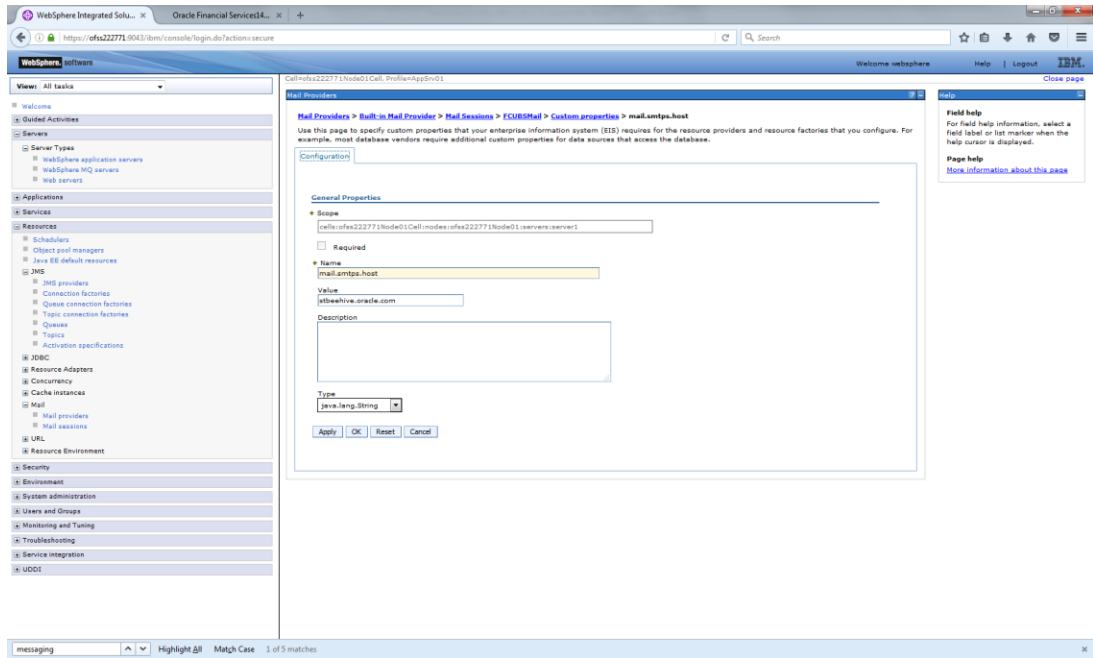 WebSphere Integrated Solu... ×
Oracle Financial Services14... × +
https://ofss222771:9043/ibm/console/login.do?action=secure
Search
WebSphere. software
Welcome websphere
Help | Logout
IBM.
View: All tasks
Welcome
Guided Activities
Servers
Server Types
WebSphere application servers
WebSphere MQ servers
Web servers
Applications
Services
Resources
Schedulers
Object pool managers
Java EE default resources
JMS
JMS providers
Connection factories
Queue connection factories
Topic connection factories
Queues
Topics
Activation specifications
JDBC
Resource Adapters
Concurrency
Cache instances
Mail
Mail providers
Mail sessions
URL
Resource Environment
Security
Environment
System administration
Users and Groups
Monitoring and Tuning
Troubleshooting
Service integration
UDDI
Cell=ofss222771Node01Cell, Profile=AppSrv01
Close page
Mail Providers
Mail Providers > Built-in Mail Provider > Mail Sessions > FCUBSMail > Custom properties > mail.smtps.host
Use this page to specify custom properties that your enterprise information system (EIS) requires for the resource providers and resource factories that you configure. For
example, most database vendors require additional custom properties for data sources that access the database.
Configuration
General Properties
Scope
cells:ofss222771Node01Cell:nodes:ofss222771Node01:servers:server1
Required
Name
mail.smtps.host
Value
stbeehive.oracle.com
Description
Type
java.lang.String
Apply OK Reset Cancel
Help
Field help
For field help information, select a
field label or list marker when the
help cursor is displayed.
Page help
More information about this page
messaging
Highlight All Match Case 1 of 5 matches